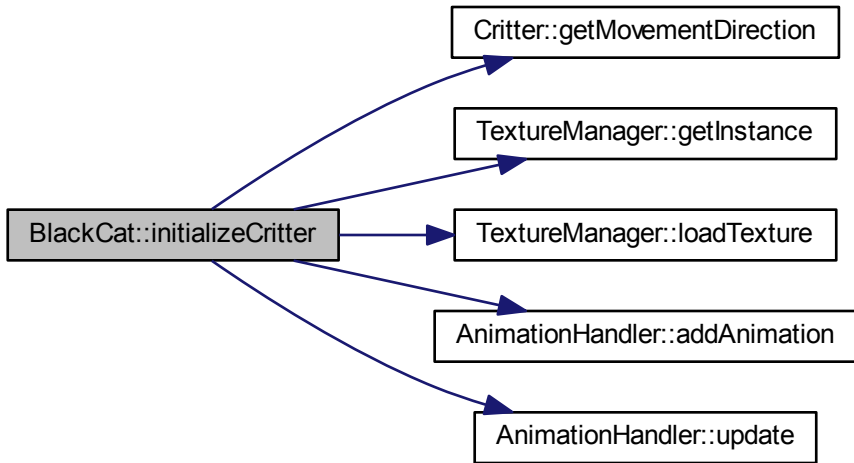 Critter::getMovementDirection
TextureManager::getInstance
BlackCat::initializeCritter
TextureManager::loadTexture
AnimationHandler::addAnimation
AnimationHandler::update